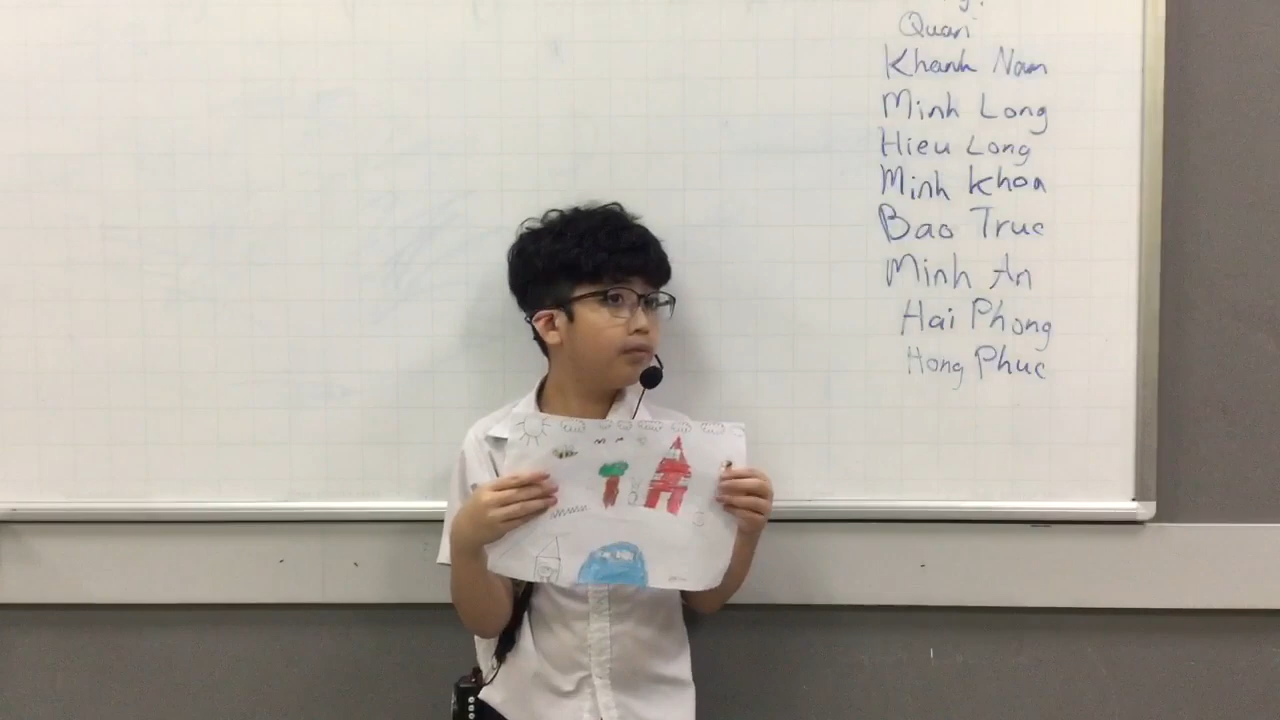 Quan
Khanh Nam
Minh Long
Hieu Long
Minh Khoa
Bao Truc
Minh An
Hai Phong
Hong Phuc